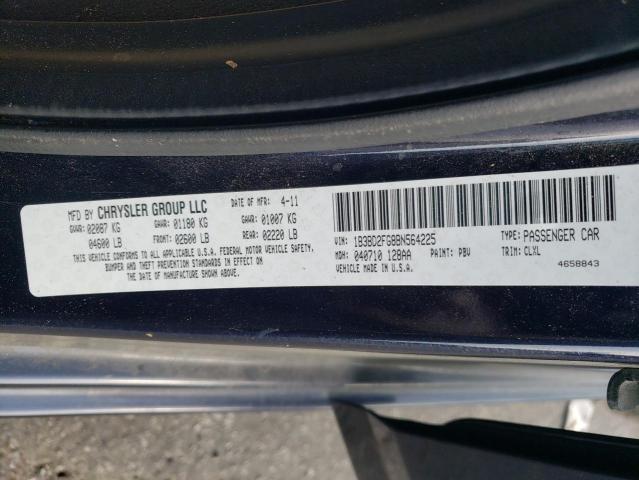 MFD BY CHRYSLER GROUP LLC DATE OF MFR: 4-11
GVWR: 02087 KG GAWR: 01180 KG GAWR: 01007 KG
04600 LB FRONT: 02600 LB REAR: 02220 LB
THIS VEHICLE CONFORMS TO ALL APPLICABLE U.S.A. FEDERAL MOTOR VEHICLE SAFETY,
BUMPER AND THEFT PREVENTION STANDARDS IN EFFECT ON
THE DATE OF MANUFACTURE SHOWN ABOVE.
VIN: 1B3BD2FG8BN564225 TYPE: PASSENGER CAR
MDH: 040710 128AA PAINT: PBV TRIM: CLXL
VEHICLE MADE IN U.S.A. 4658843